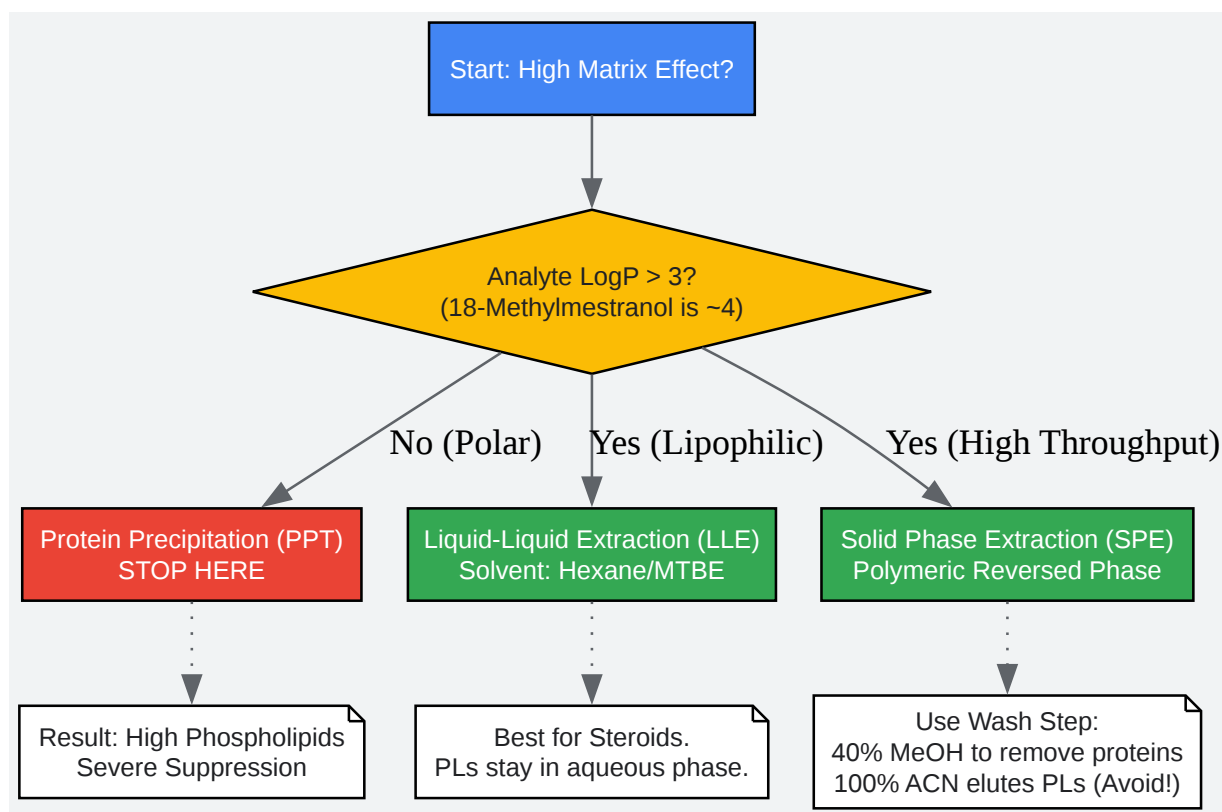 Start: High Matrix Effect?
Analyte LogP > 3?
(18-Methylmestranol is ~4)
No (Polar)
Yes (Lipophilic)
Yes (High Throughput)
Protein Precipitation (PPT)
STOP HERE
Liquid-Liquid Extraction (LLE)
Solvent: Hexane/MTBE
Solid Phase Extraction (SPE)
Polymeric Reversed Phase
Result: High Phospholipids
Severe Suppression
Best for Steroids.
PLs stay in aqueous phase.
Use Wash Step:
40% MeOH to remove proteins
100% ACN elutes PLs (Avoid!)